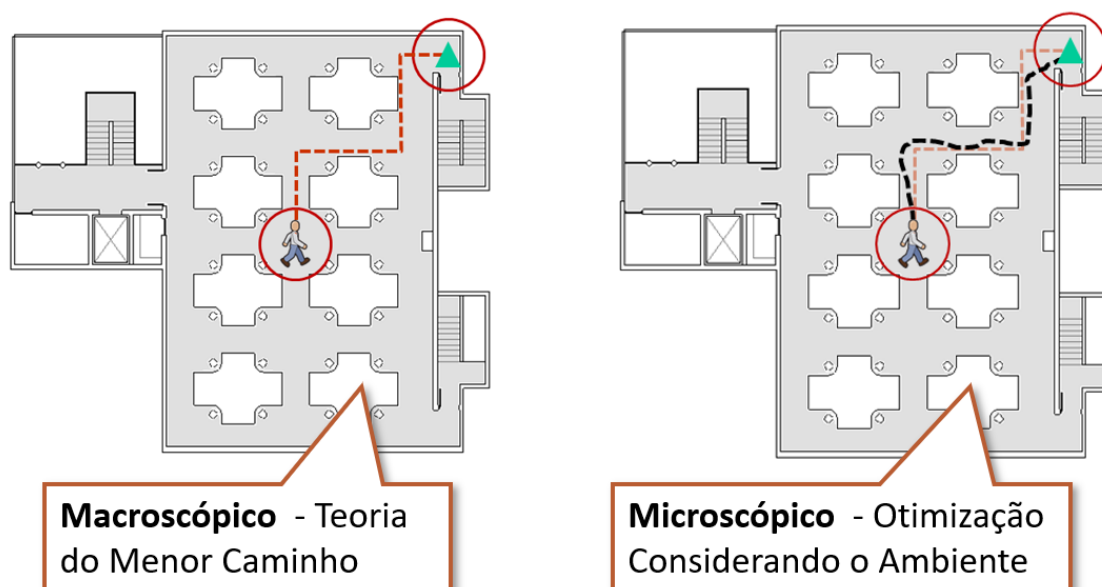 Macroscópico - Teoria
do Menor Caminho
Microscópico - Otimização
Considerando o Ambiente